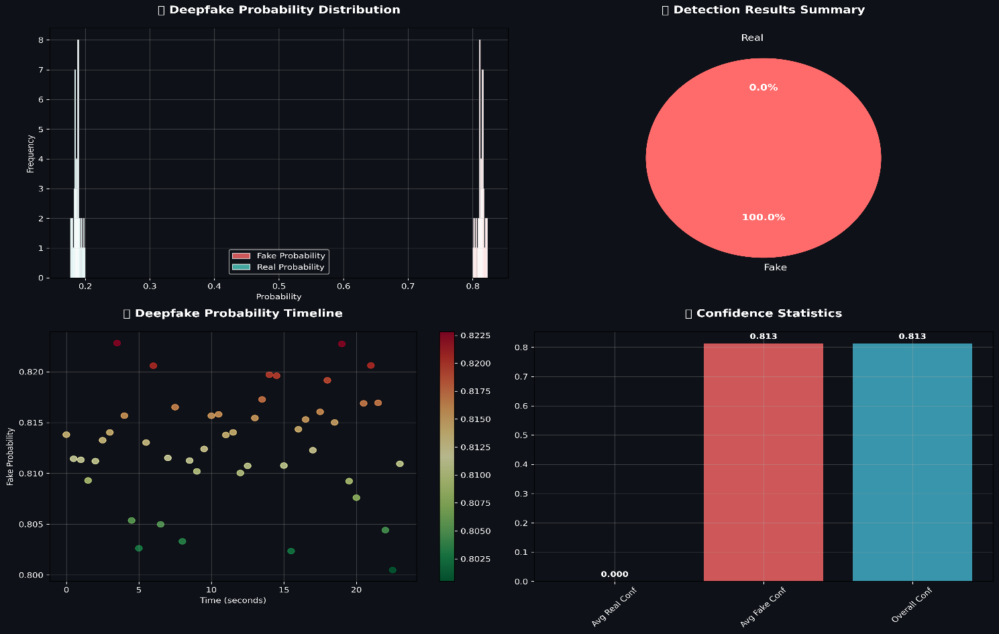 Deepfake Probability Distribution
8
7
6
5
4
3
2
1
0
Frequency
Fake Probability
Real Probability
0.2 0.3 0.4 0.5 0.6 0.7 0.8
Probability
Detection Results Summary
Real
0.0%
100.0%
Fake
Deepfake Probability Timeline
0.820
0.815
0.810
0.805
0.800
Fake Probability
0 5 10 15 20
Time (seconds)
0.8225
0.8200
0.8175
0.8150
0.8125
0.8100
0.8075
0.8050
0.8025
Confidence Statistics
0.813 0.813
0.8
0.7
0.6
0.5
0.4
0.3
0.2
0.1
0.0
0.000
Avg Real Conf
Avg Fake Conf
Overall Conf